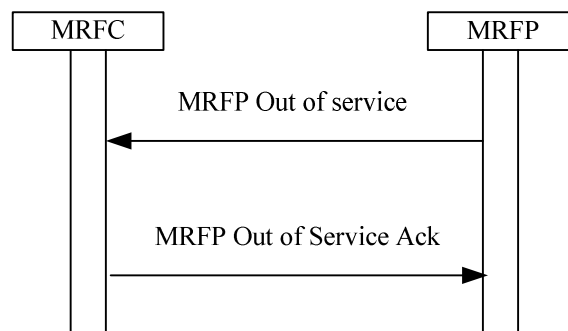 MRFC
MRFP
MRFP Out of service
MRFP Out of Service Ack